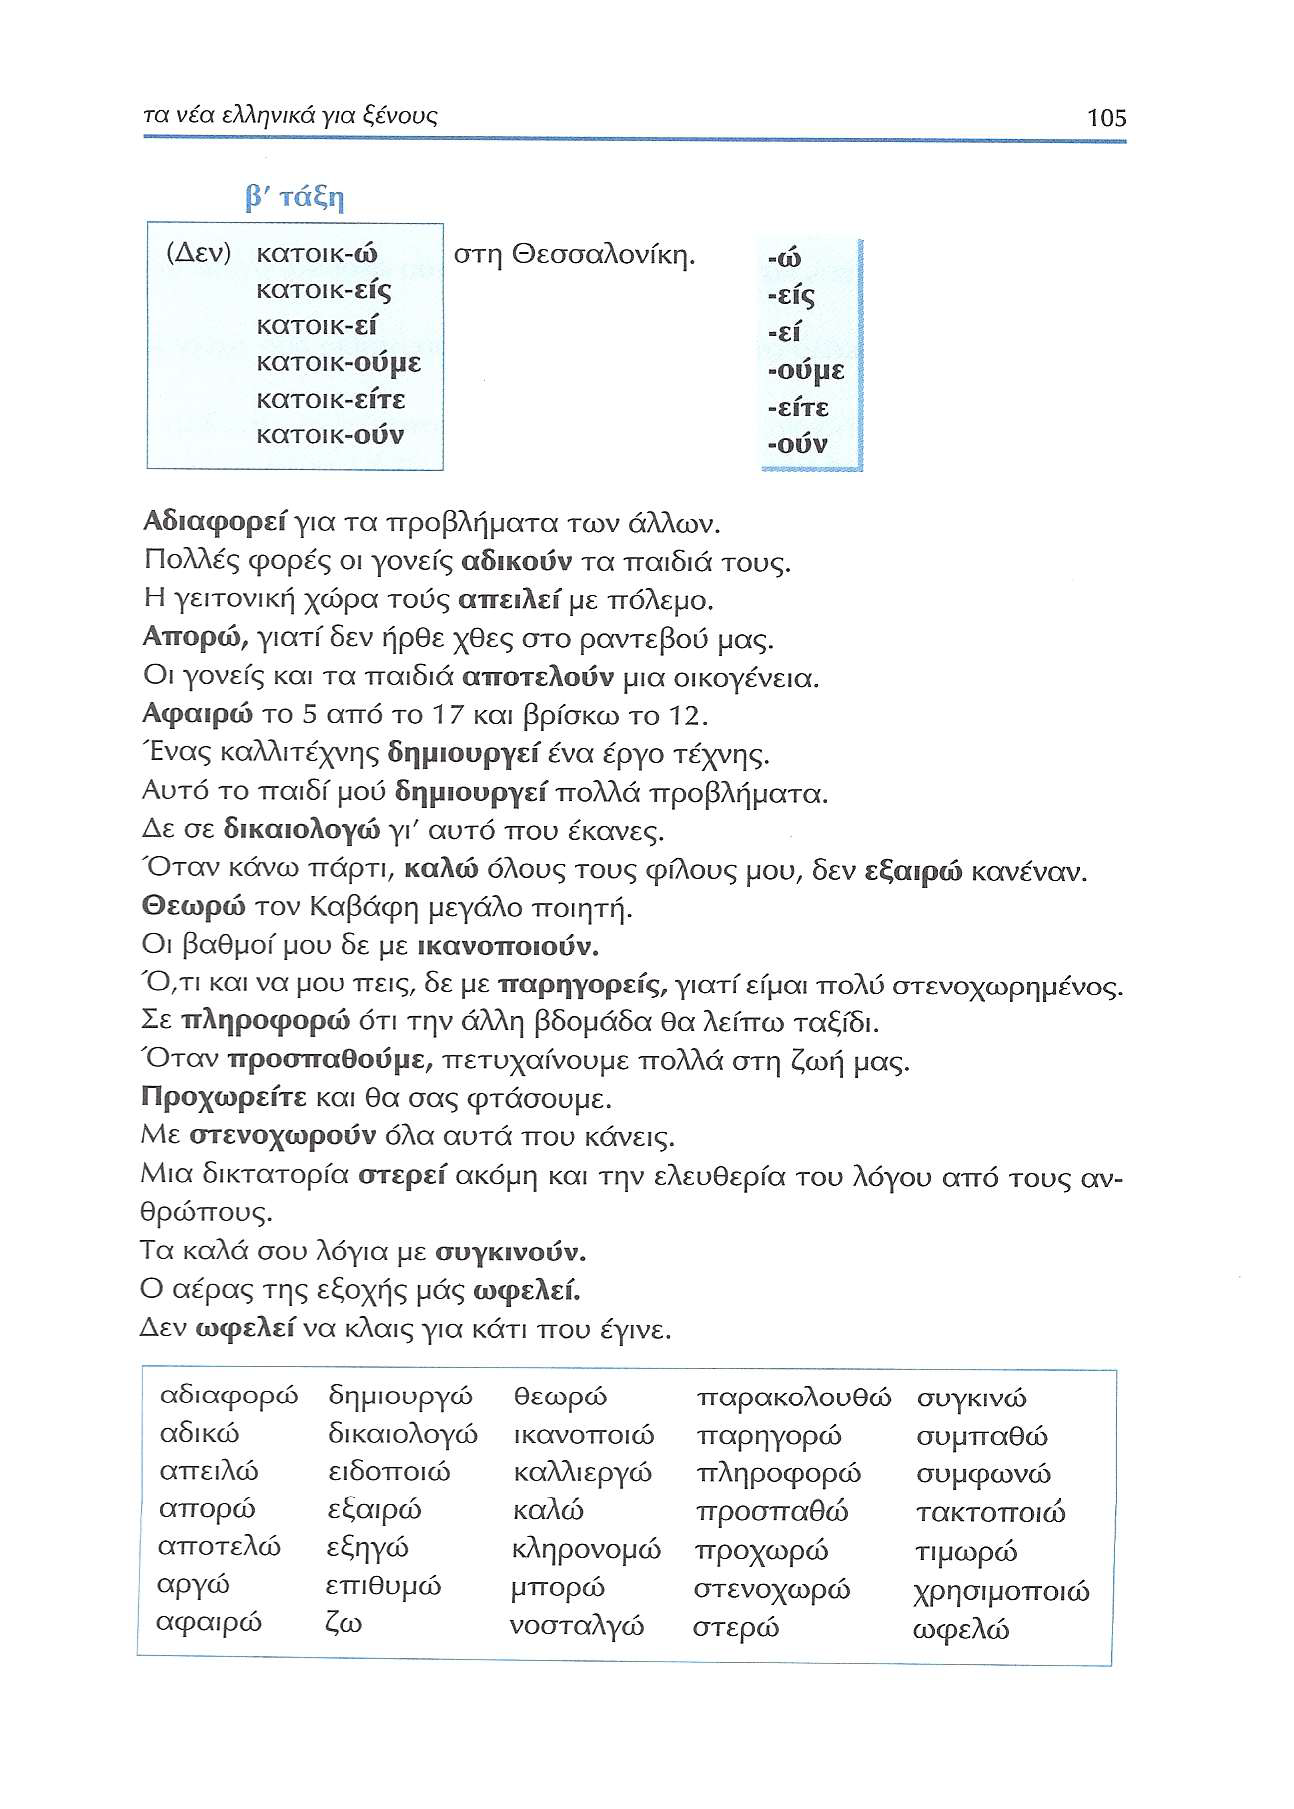 τα νέα ελληνικά για ξένους 105
β′ τάξη
(Δεν) κατοικ-ώ στη Θεσσαλονίκη. -ώ
κατοικ-είς -είς
κατοικ-εί -εί
κατοικ-ούμε -ούμε
κατοικ-είτε -είτε
κατοικ-ούν -ούν
Αδιαφορεί για τα προβλήματα των άλλων.
Πολλές φορές οι γονείς αδικούν τα παιδιά τους.
Η γειτονική χώρα τούς απειλεί με πόλεμο.
Απορώ, γιατί δεν ήρθε χθες στο ραντεβού μας.
Οι γονείς και τα παιδιά αποτελούν μια οικογένεια.
Αφαιρώ το 5 από το 17 και βρίσκω το 12.
Ένας καλλιτέχνης δημιουργεί ένα έργο τέχνης.
Αυτό το παιδί μού δημιουργεί πολλά προβλήματα.
Δε σε δικαιολογώ γι' αυτό που έκανες.
Όταν κάνω πάρτι, καλώ όλους τους φίλους μου, δεν εξαιρώ κανέναν.
Θεωρώ τον Καβάφη μεγάλο ποιητή.
Οι βαθμοί μου δε με ικανοποιούν.
Ό,τι και να μου πεις, δε με παρηγορείς, γιατί είμαι πολύ στενοχωρημένος.
Σε πληροφορώ ότι την άλλη βδομάδα θα λείπω ταξίδι.
Όταν προσπαθούμε, πετυχαίνουμε πολλά στη ζωή μας.
Προχωρείτε και θα σας φτάσουμε.
Με στενοχωρούν όλα αυτά που κάνεις.
Μια δικτατορία στερεί ακόμη και την ελευθερία του λόγου από τους αν-
θρώπους.
Τα καλά σου λόγια με συγκινούν.
Ο αέρας της εξοχής μάς ωφελεί.
Δεν ωφελεί να κλαις για κάτι που έγινε.
αδιαφορώ δημιουργώ θεωρώ παρακολουθώ συγκινώ
αδικώ δικαιολογώ ικανοποιώ παρηγορώ συμπαθώ
απειλώ ειδοποιώ καλλιεργώ πληροφορώ συμφωνώ
απορώ εξαιρώ καλώ προσπαθώ τακτοποιώ
αποτελώ εξηγώ κληρονομώ προχωρώ τιμωρώ
αργώ επιθυμώ μπορώ στενοχωρώ χρησιμοποιώ
αφαιρώ ζω νοσταλγώ στερώ ωφελώ